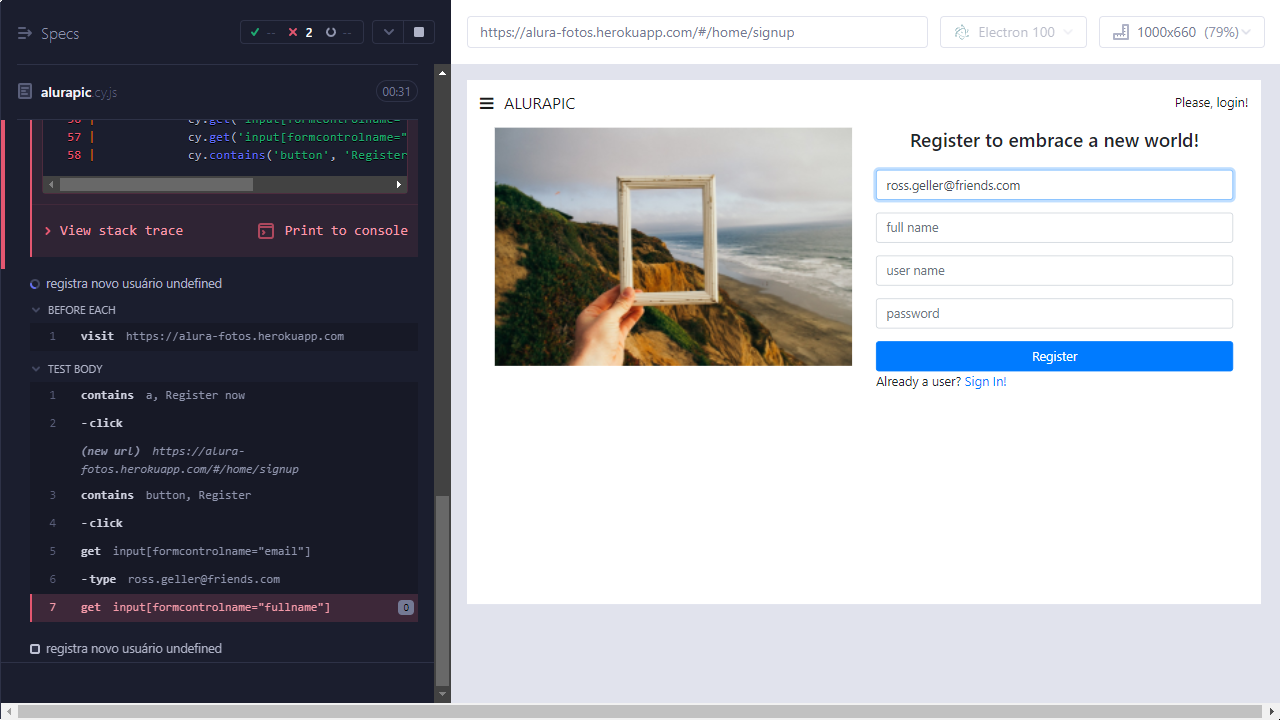 Specs
-- 2 --
alurapic.cy.js
00:31
56 | cy.get('input[formcontrolname="
57 | cy.get('input[formcontrolname="
58 | cy.contains('button', 'Register
View stack trace
Print to console
registra novo usuário undefined
BEFORE EACH
1 visit https://alura-fotos.herokuapp.com
TEST BODY
1 contains a, Register now
2 -click
(new url) https://alura-
fotos.herokuapp.com/#/home/signup
3 contains button, Register
4 -click
5 get input[formcontrolname="email"]
6 -type ross.geller@friends.com
7 get input[formcontrolname="fullname"] 0
registra novo usuário undefined
https://alura-fotos.herokuapp.com/#/home/signup
Electron 100
1000x660 (79%)
ALURAPIC
Please, login!
Register to embrace a new world!
ross.geller@friends.com
full name
user name
password
Register
Already a user? Sign In!